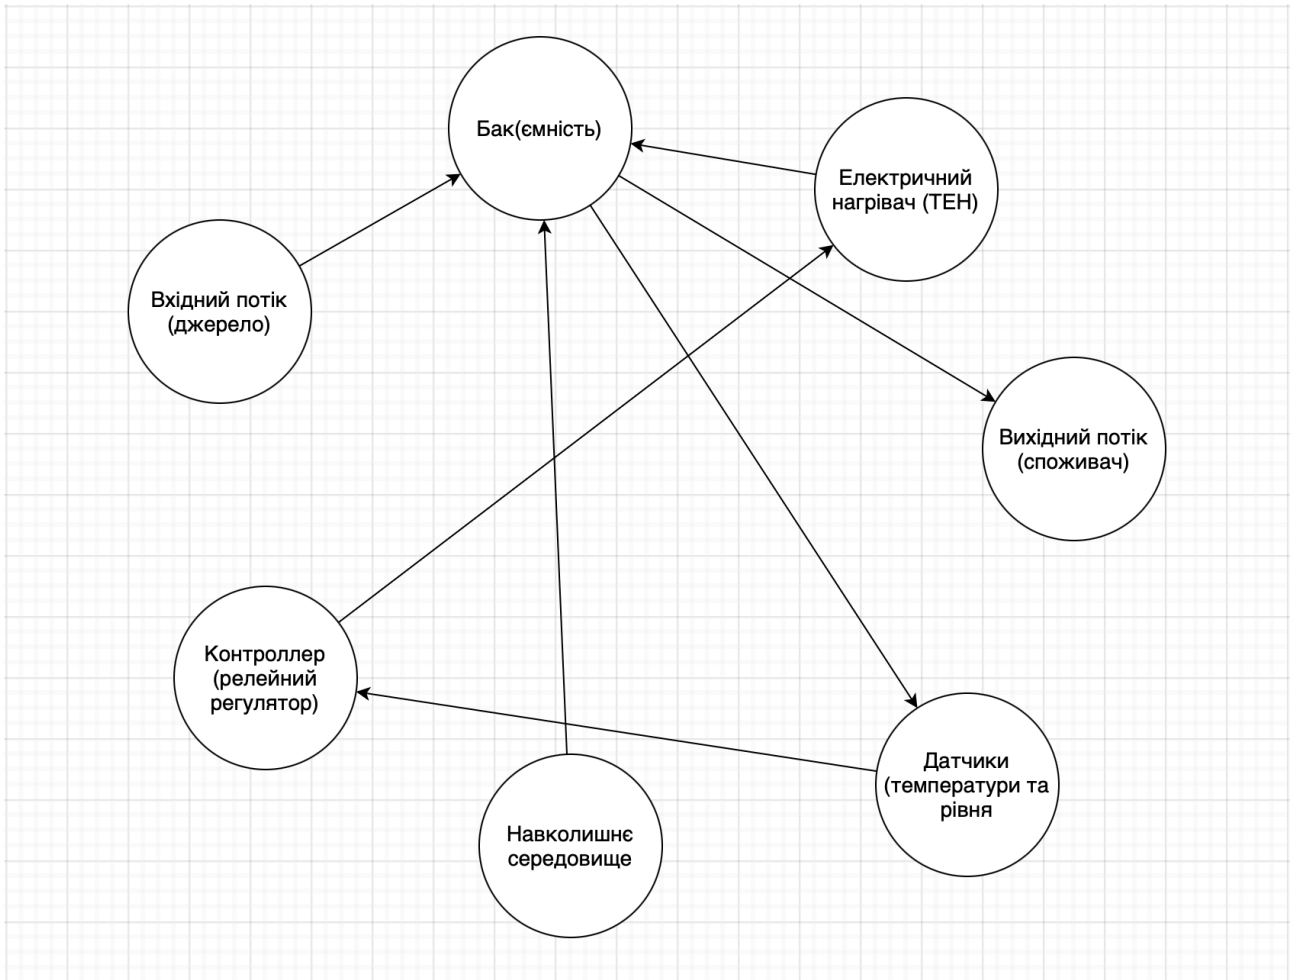 Бак(ємність)
Електричний
нагрівач (ТЕН)
Вхідний потік
(джерело)
Вихідний потік
(споживач)
Контроллер
(релейний
регулятор)
Датчики
(температури та
рівня
Навколишнє
середовище